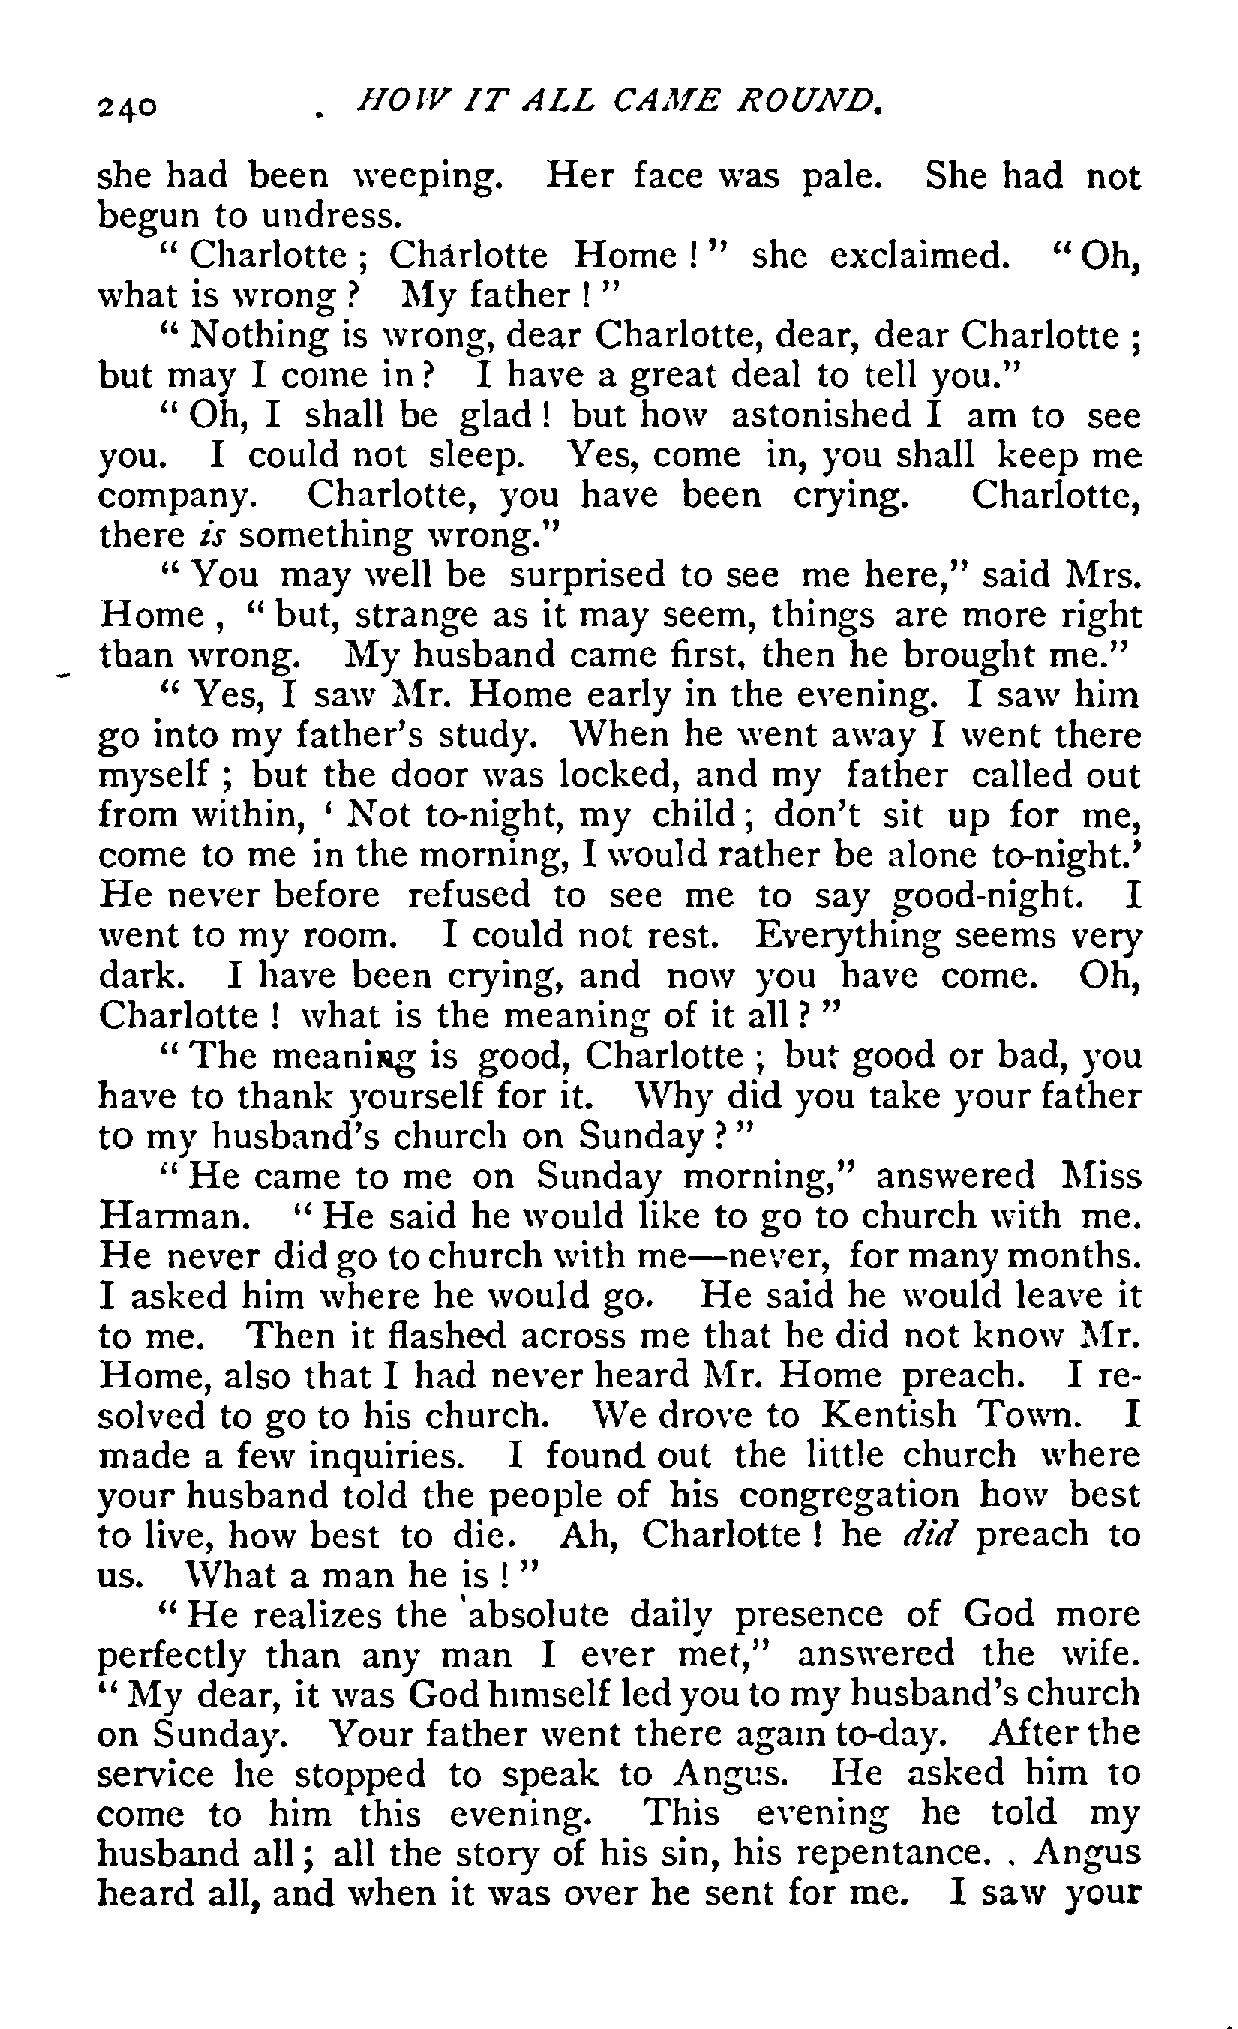 240 . HOW IT ALL CAME ROUND.
she had been weeping. Her face was pale. She had not
begun to undress.
" Charlotte ; Charlotte Home ! " she exclaimed. " Oh,
what is wrong ? My father ! "
" Nothing is wrong, dear Charlotte, dear, dear Charlotte ;
but may I come in ? I have a great deal to tell you."
" Oh, I shall be glad ! but how astonished I am to see
you. I could not sleep. Yes, come in, you shall keep me
company. Charlotte, you have been crying. Charlotte,
there is something wrong."
" You may well be surprised to see me here," said Mrs.
Home , " but, strange as it may seem, things are more right
than wrong. My husband came first, then he brought me."
" Yes, I saw Mr. Home early in the evening. I saw him
go into my father's study. When he went away I went there
myself ; but the door was locked, and my father called out
from within, ' Not to-night, my child ; don't sit up for me,
come to me in the morning, I would rather be alone to-night.'
He never before refused to see me to say good-night. I
went to my room. I could not rest. Everything seems very
dark. I have been crying, and now you have come. Oh,
Charlotte ! what is the meaning of it all ? "
" The meaning is good, Charlotte ; but good or bad, you
have to thank yourself for it. Why did you take your father
to my husband's church on Sunday ? "
" He came to me on Sunday morning," answered Miss
Harman. " He said he would like to go to church with me.
He never did go to church with me—never, for many months.
I asked him where he would go. He said he would leave it
to me. Then it flashed across me that he did not know Mr.
Home, also that I had never heard Mr. Home preach. I re-
solved to go to his church. We drove to Kentish Town. I
made a few inquiries. I found out the little church where
your husband told the people of his congregation how best
to live, how best to die. Ah, Charlotte ! he did preach to
us. What a man he is ! "
" He realizes the 'absolute daily presence of God more
perfectly than any man I ever met," answered the wife.
" My dear, it was God himself led you to my husband's church
on Sunday. Your father went there again to-day. After the
service he stopped to speak to Angus. He asked him to
come to him this evening. This evening he told my
husband all ; all the story of his sin, his repentance. . Angus
heard all, and when it was over he sent for me. I saw your